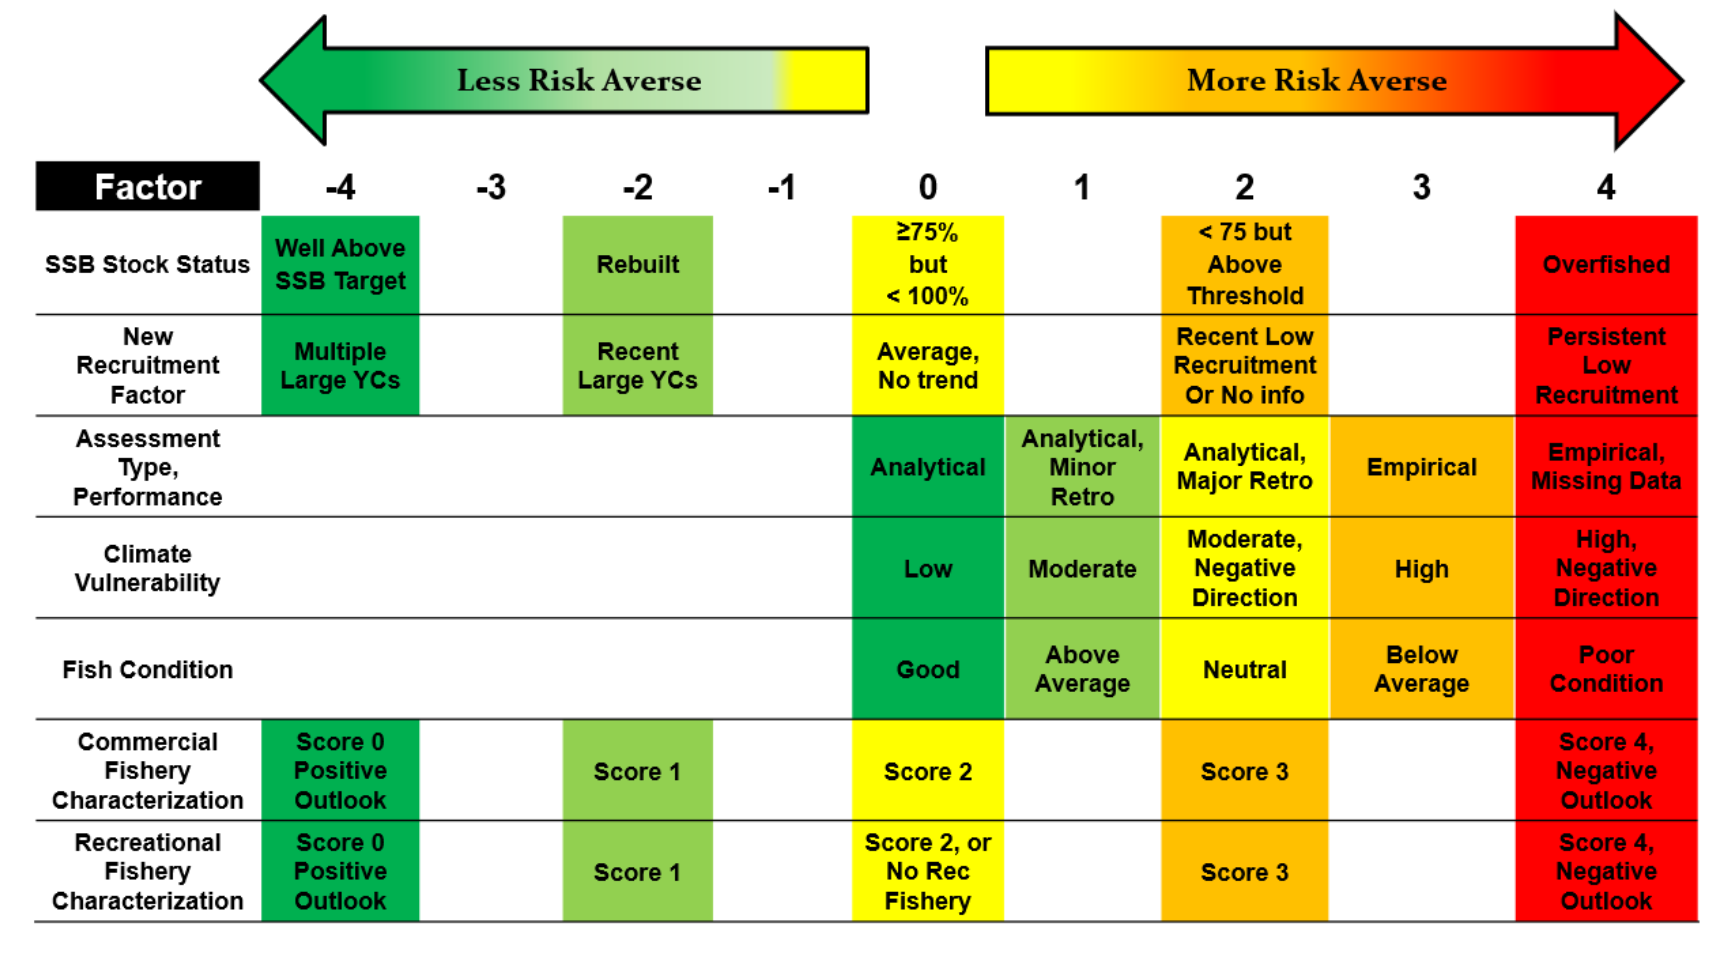 Less Risk Averse
More Risk Averse
Factor -4 -3 -2 -1 0 1 2 3 4
SSB Stock Status
Well Above
SSB Target
Rebuilt
≥75%
but
< 100%
< 75 but
Above
Threshold
Overfished
New
Recruitment
Factor
Multiple
Large YCs
Recent
Large YCs
Average,
No trend
Recent Low
Recruitment
Or No info
Persistent
Low
Recruitment
Assessment
Type,
Performance
Analytical
Analytical,
Minor
Retro
Analytical,
Major Retro
Empirical
Empirical,
Missing Data
Climate
Vulnerability
Low
Moderate
Moderate,
Negative
Direction
High
High,
Negative
Direction
Fish Condition
Good
Above
Average
Neutral
Below
Average
Poor
Condition
Commercial
Fishery
Characterization
Score 0
Positive
Outlook
Score 1
Score 2
Score 3
Score 4,
Negative
Outlook
Recreational
Fishery
Characterization
Score 0
Positive
Outlook
Score 1
Score 2, or
No Rec
Fishery
Score 3
Score 4,
Negative
Outlook